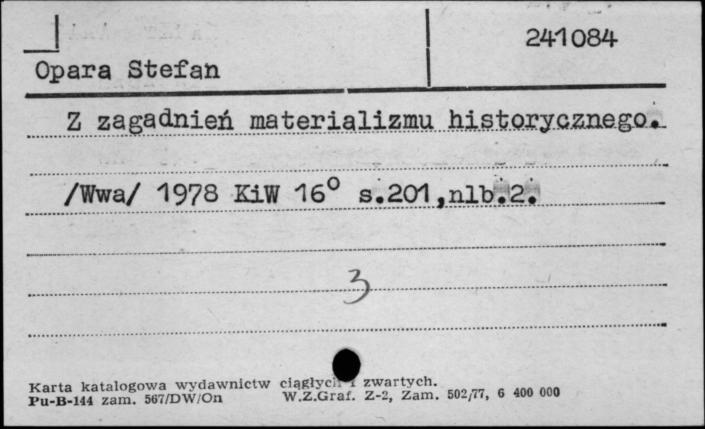 241084
Opara Stefan
Z zagadnień materializmu historycznego.
/Wwa/ 1978 KiW 16° s.201,nlb.2.
3
Karta katalogowa wydawnictw ciągłych i zwartych.
Pu-B-144 zam. 567/DW/On W.Z.Graf. Z-2, Zam. 502/77, 6 400 000